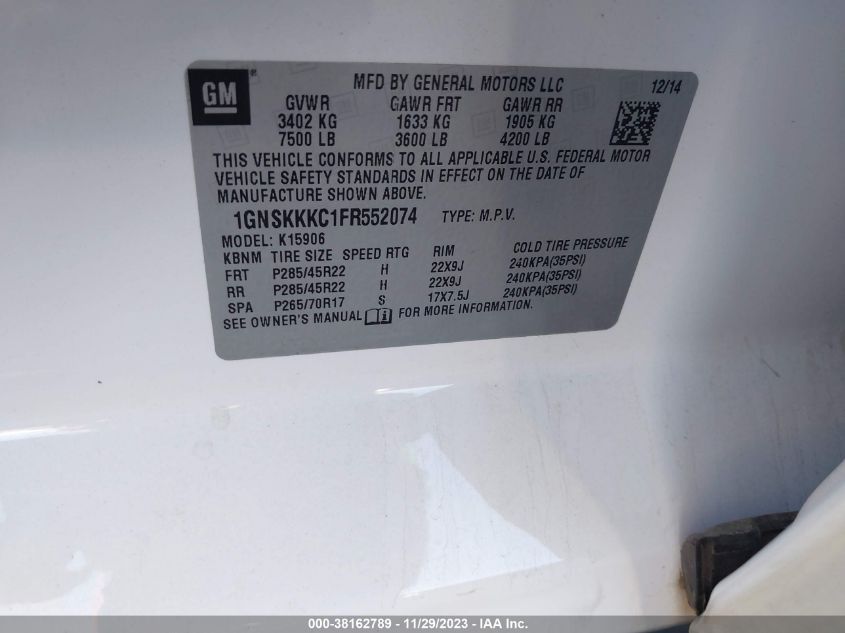 GM
MFD BY GENERAL MOTORS LLC 12/14
GVWR GAWR FRT GAWR RR
3402 KG 1633 KG 1905 KG
7500 LB 3600 LB 4200 LB
THIS VEHICLE CONFORMS TO ALL APPLICABLE U.S. FEDERAL MOTOR
VEHICLE SAFETY STANDARDS IN EFFECT ON THE DATE OF
MANUFACTURE SHOWN ABOVE.
1GNSKKKC1FR552074 TYPE: M.P.V.
MODEL: K15906
KBNM TIRE SIZE SPEED RTG RIM COLD TIRE PRESSURE
FRT P285/45R22 H 22X9J 240KPA(35PSI)
RR P285/45R22 H 22X9J 240KPA(35PSI)
SPA P265/70R17 S 17X7.5J 240KPA(35PSI)
SEE OWNER'S MANUAL FOR MORE INFORMATION.
000-38162789 - 11/29/2023 - IAA Inc.